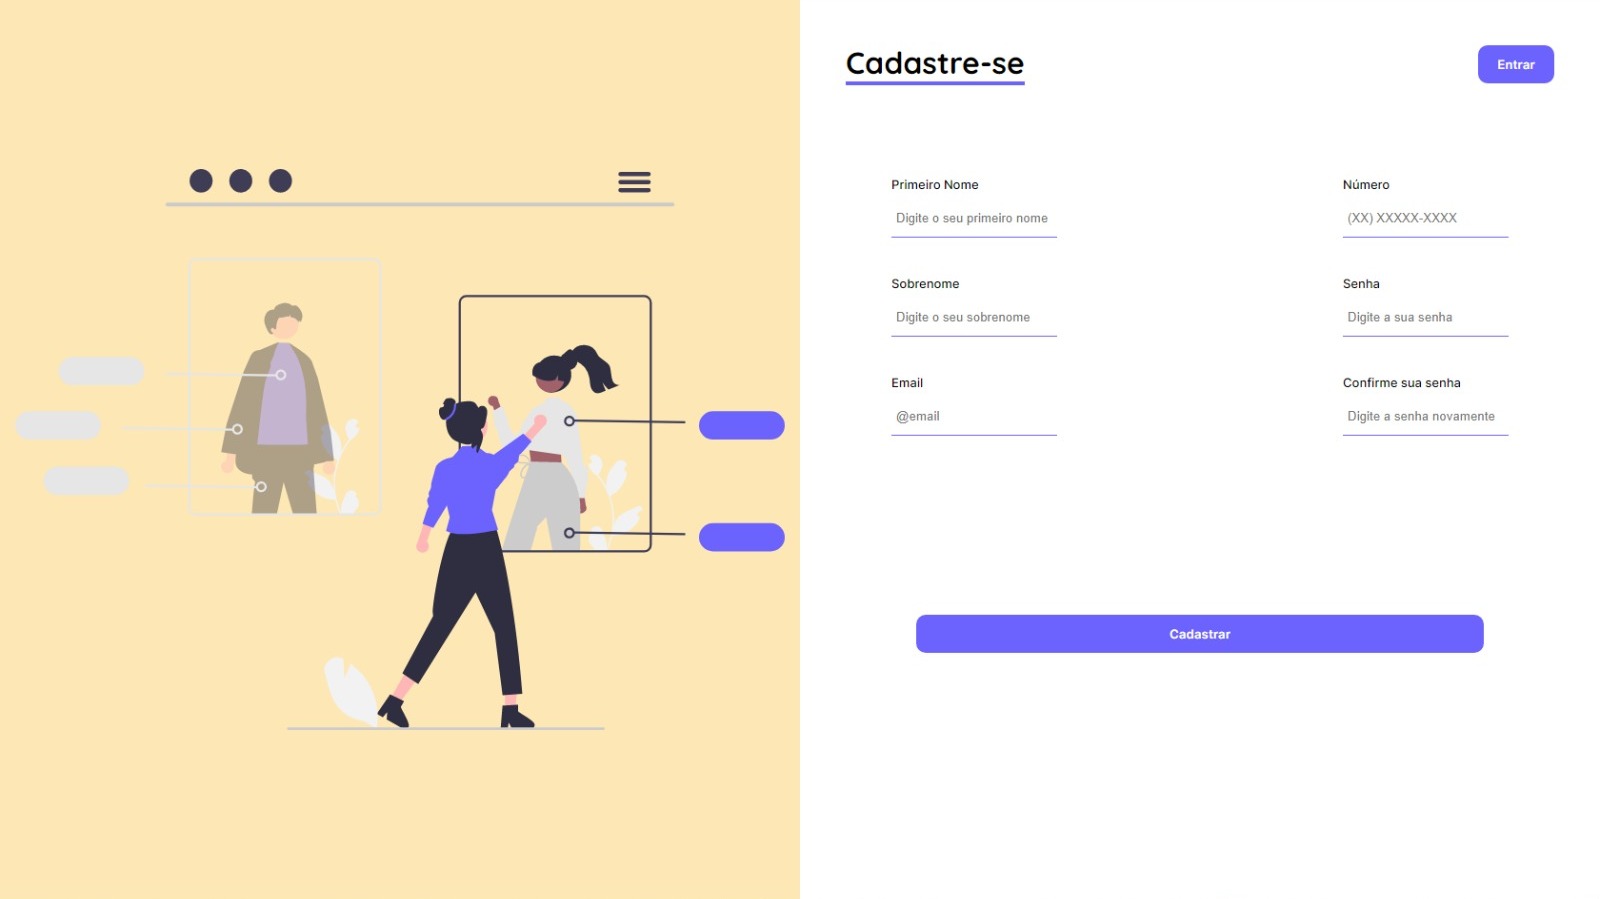 Cadastre-se
Entrar
Primeiro Nome
Digite o seu primeiro nome
Número
(XX) XXXXX-XXXX
Sobrenome
Digite o seu sobrenome
Senha
Digite a sua senha
Email
@email
Confirme sua senha
Digite a senha novamente
Cadastrar